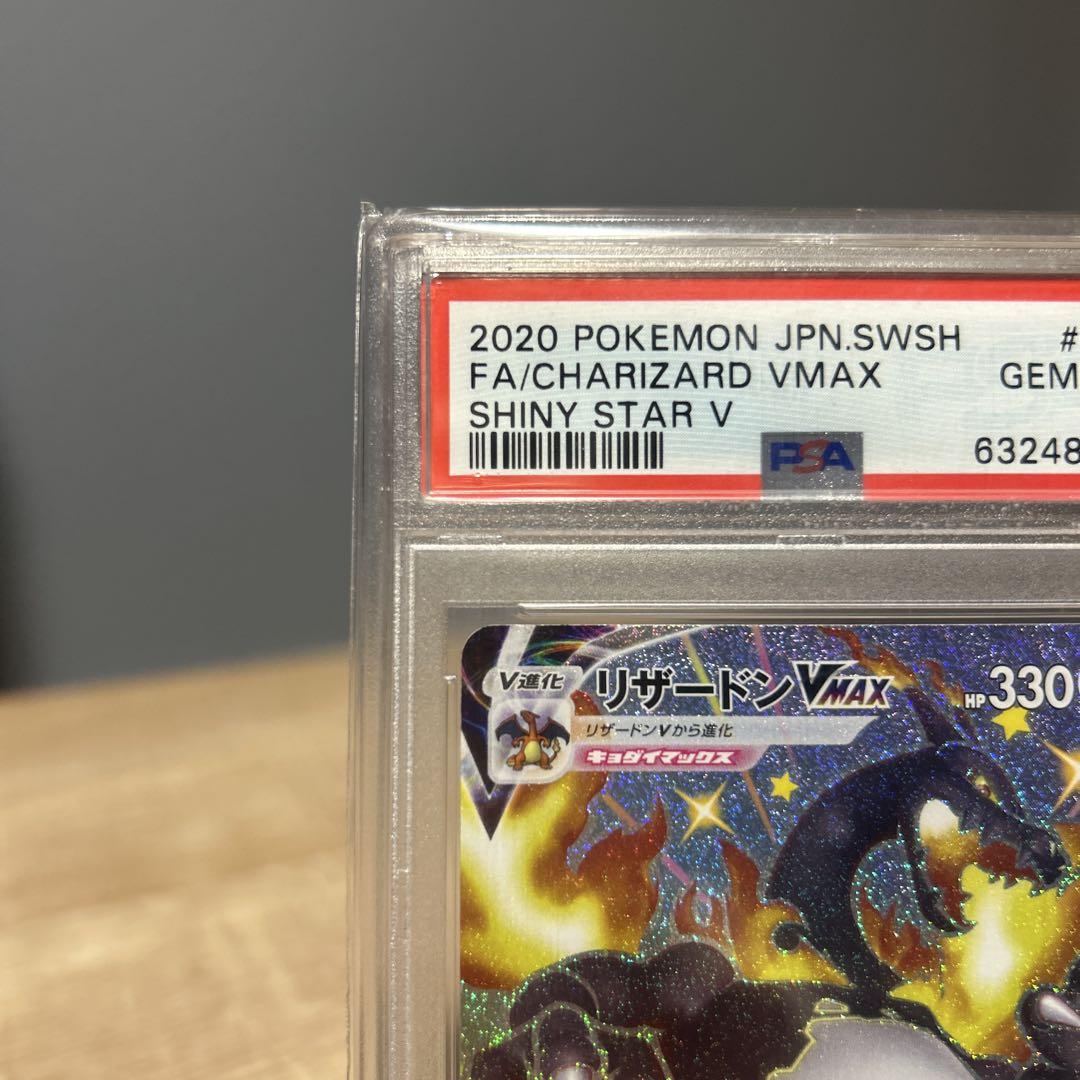 2020 POKEMON JPN.SWSH #
FA/CHARIZARD VMAX GEM
SHINY STAR V
PSA 63248
V進化 リザードンVMAX HP 330
リザードンVから進化
キョダイマックス